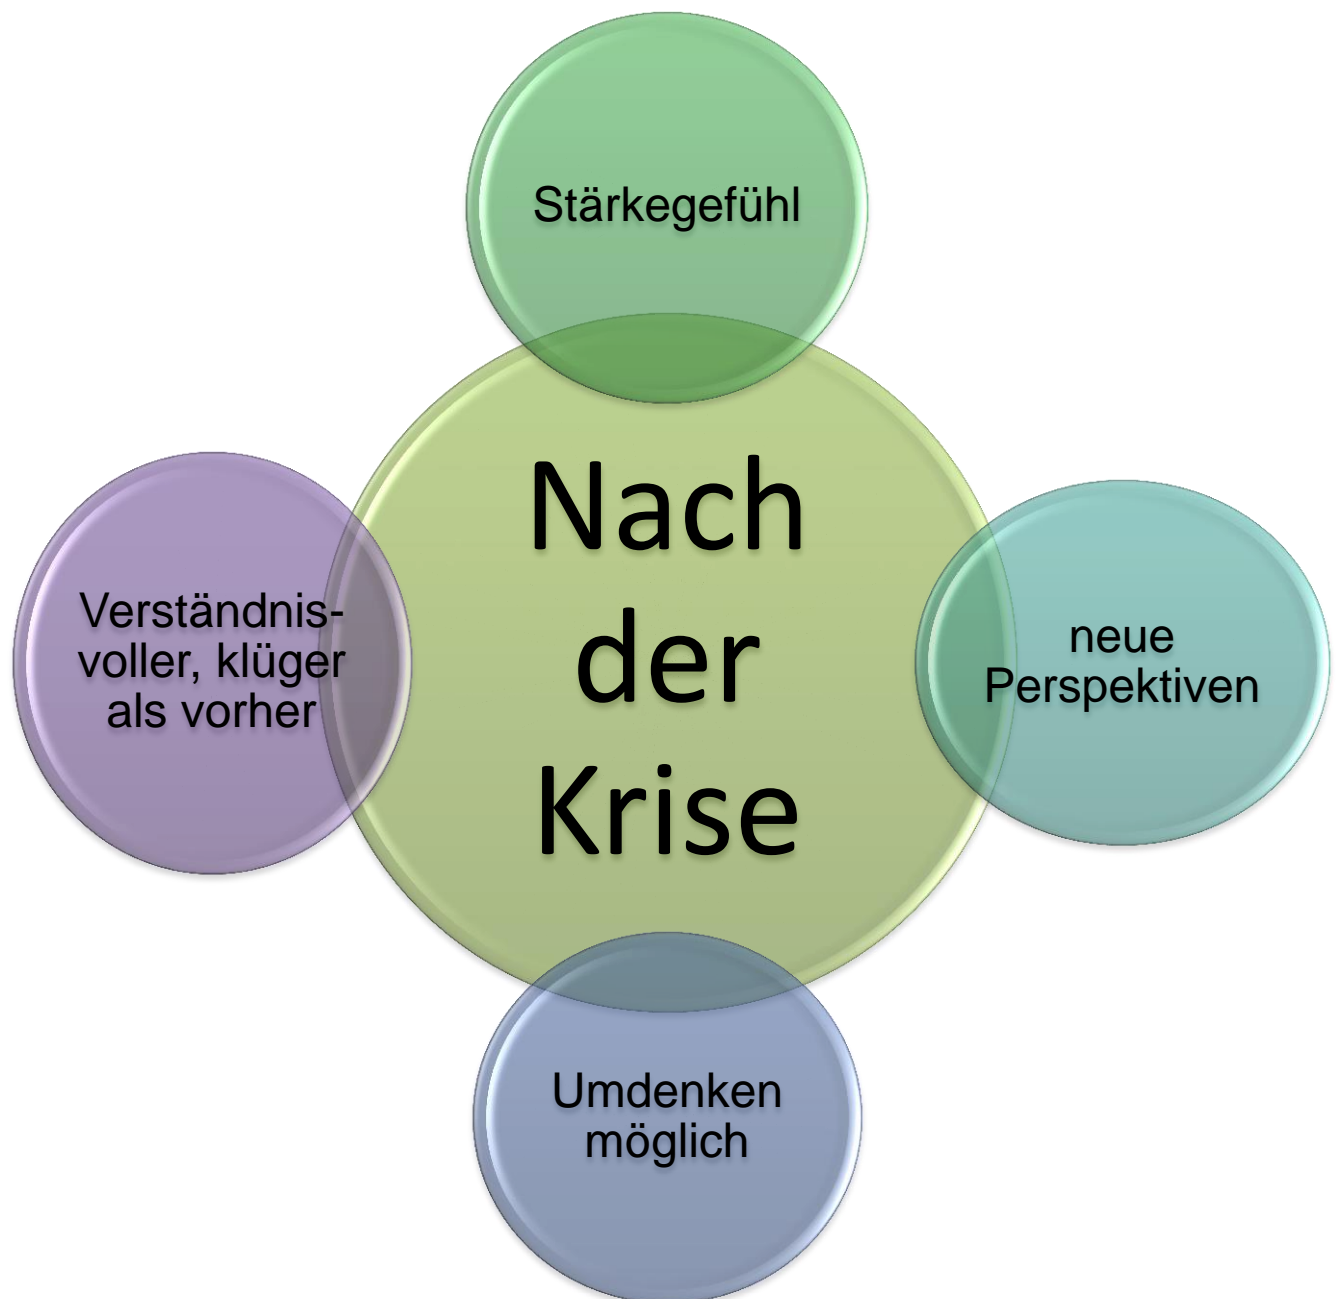 Stärkegefühl
Nach
der
Krise
neue
Perspektiven
Umdenken
möglich
Verständnis-
voller, klüger
als vorher